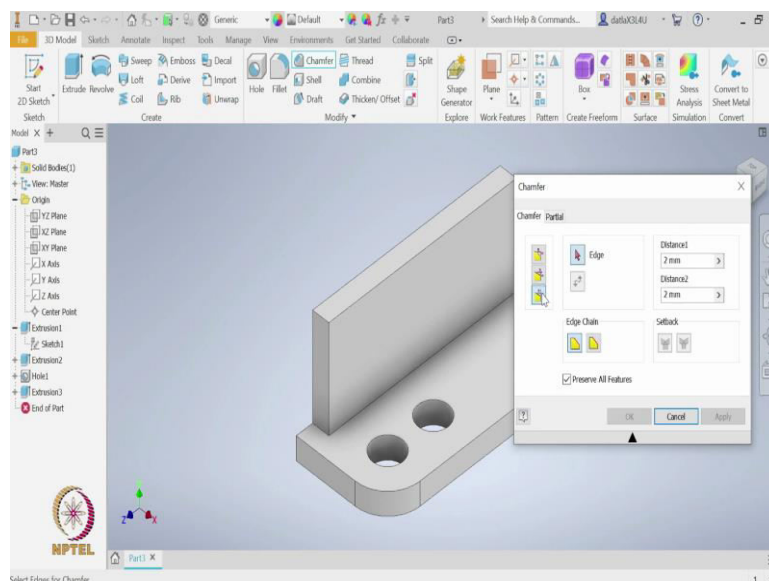 Generic
Default
Part3
Search Help & Commands...
datlaX3L4U
File 3D Model Sketch Annotate Inspect Tools Manage View Environments Get Started Collaborate
Start
2D Sketch
Extrude Revolve
Sweep Emboss Decal
Loft Derive Import
Coil Rib Unwrap
Hole Fillet
Chamfer Thread Split
Shell Combine
Draft Thicken/ Offset
Shape
Generator
Plane
Box
Stress
Analysis
Convert to
Sheet Metal
Sketch Create Modify Explore Work Features Pattern Create Freeform Surface Simulation Convert
Model X +
Part3
Solid Bodies(1)
View: Master
Origin
YZ Plane
XZ Plane
XY Plane
X Axis
Y Axis
Z Axis
Center Point
Extrusion1
Sketch1
Extrusion2
Hole1
Extrusion3
End of Part
Chamfer
Chamfer Partial
Edge
Distance1
2 mm
Distance2
2 mm
Edge Chain Setback
Preserve All Features
OK Cancel Apply
Y
Z X
NPTEL
Part3 X
Select Edges for Chamfer
1